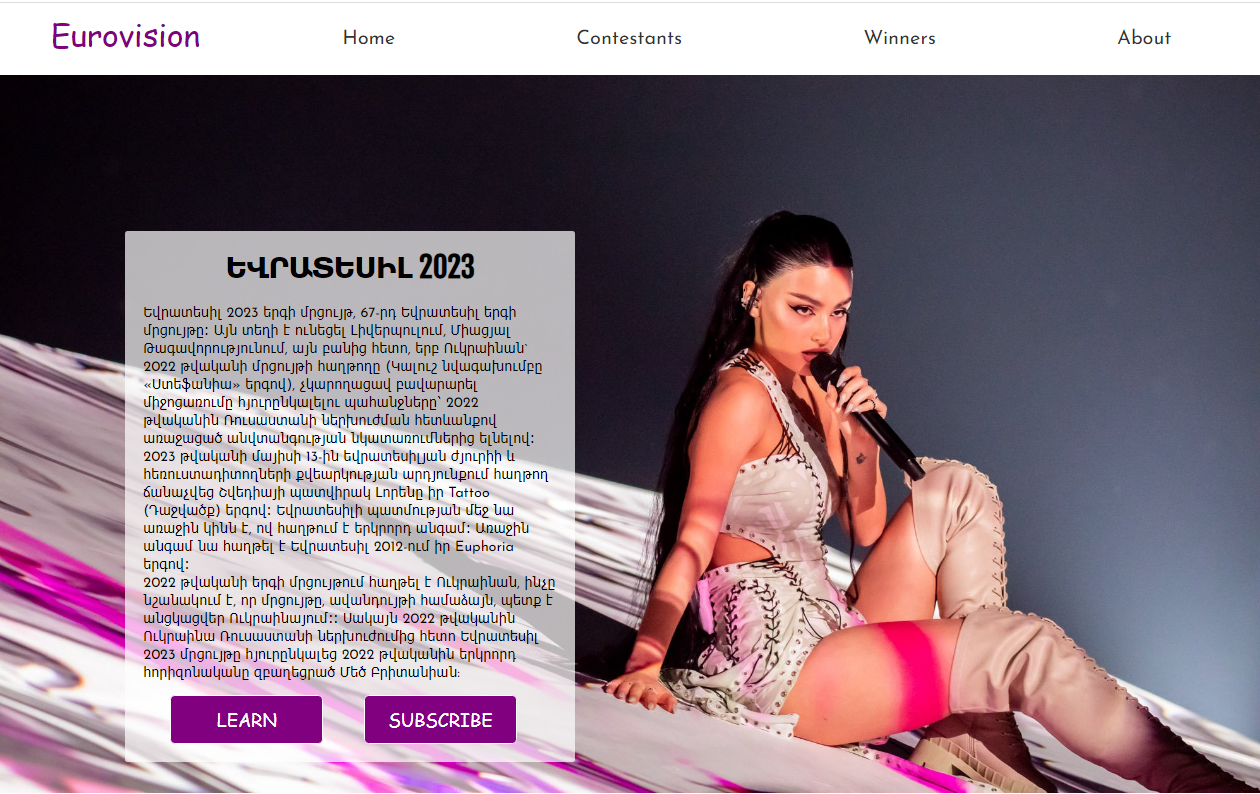 Eurovision
Home
Contestants
Winners
About
ԵՎՐԱՏԵՍԻԼ 2023
Եվրատեսիլ 2023 երգի մրցույթ, 67-րդ Եվրատեսիլ երգի
մրցույթը: Այն տեղի է ունեցել Լիվերպուլում, Միացյալ
Թագավորությունում, այն բանից հետո, երբ Ուկրաինան՝
2022 թվականի մրցույթի հաղթողը (Կալուշ նվագախումբը
«Ստեֆանիա» երգով), չկարողացավ բավարարել
միջոցառումը հյուրընկալելու պահանջները՝ 2022
թվականին Ռուսաստանի ներխուժման հետևանքով
առաջացած անվտանգության նկատառումներից ելնելով:
2023 թվականի մայիսի 13-ին եվրատեսիլյան ժյուրիի և
հեռուստադիտողների քվեարկության արդյունքում հաղթող
ճանաչվեց Շվեդիայի պատվիրակ Լորենը իր Tattoo
(Դաջվածք) երգով: Եվրատեսիլի պատմության մեջ նա
առաջին կինն է, ով հաղթում է երկրորդ անգամ: Առաջին
անգամ նա հաղթել է Եվրատեսիլ 2012-ում իր Euphoria
երգով:
2022 թվականի երգի մրցույթում հաղթել է Ուկրաինան, ինչը
նշանակում է, որ մրցույթը, ավանդույթի համաձայն, պետք է
անցկացվեր Ուկրաինայում:: Սակայն 2022 թվականին
Ուկրաինա Ռուսաստանի ներխուժումից հետո Եվրատեսիլ
2023 մրցույթը հյուրընկալեց 2022 թվականին երկրորդ
հորիզոնականը զբաղեցրած Մեծ Բրիտանիան:
LEARN
SUBSCRIBE